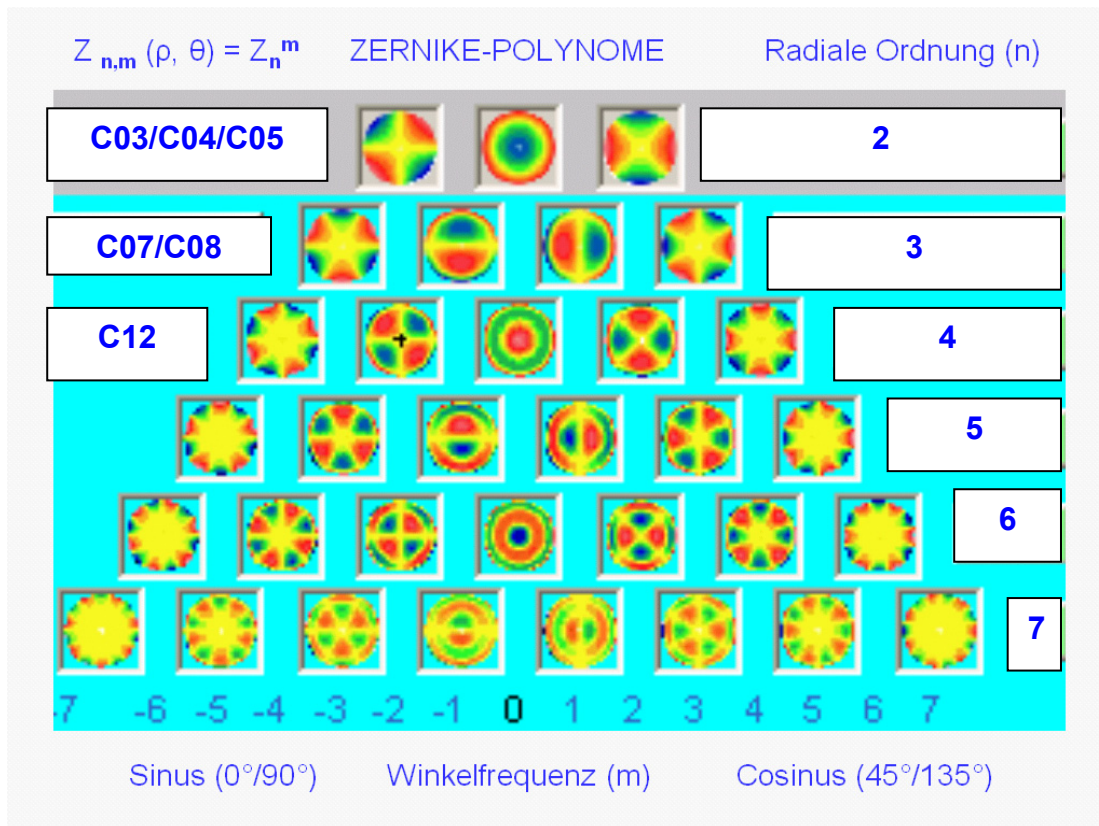 Z n,m (ρ, θ) = Znm ZERNIKE-POLYNOME Radiale Ordnung (n)
C03/C04/C05 2
C07/C08 3
C12 4
5
6
7
-7 -6 -5 -4 -3 -2 -1 0 1 2 3 4 5 6 7
Sinus (0°/90°) Winkelfrequenz (m) Cosinus (45°/135°)